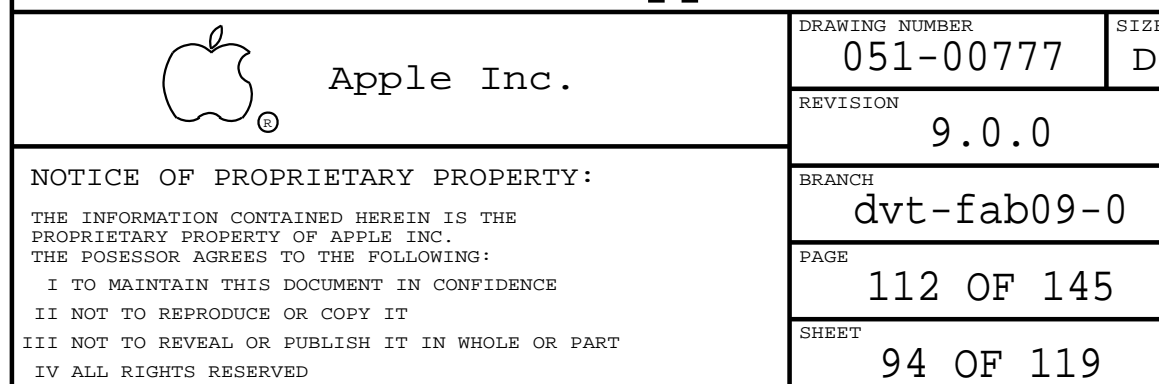 Apple Inc.
®
DRAWING NUMBER
051-00777
SIZE
D
REVISION
9.0.0
BRANCH
dvt-fab09-0
PAGE
112 OF 145
SHEET
94 OF 119
NOTICE OF PROPRIETARY PROPERTY:
THE INFORMATION CONTAINED HEREIN IS THE
PROPRIETARY PROPERTY OF APPLE INC.
THE POSESSOR AGREES TO THE FOLLOWING:
I TO MAINTAIN THIS DOCUMENT IN CONFIDENCE
II NOT TO REPRODUCE OR COPY IT
III NOT TO REVEAL OR PUBLISH IT IN WHOLE OR PART
IV ALL RIGHTS RESERVED